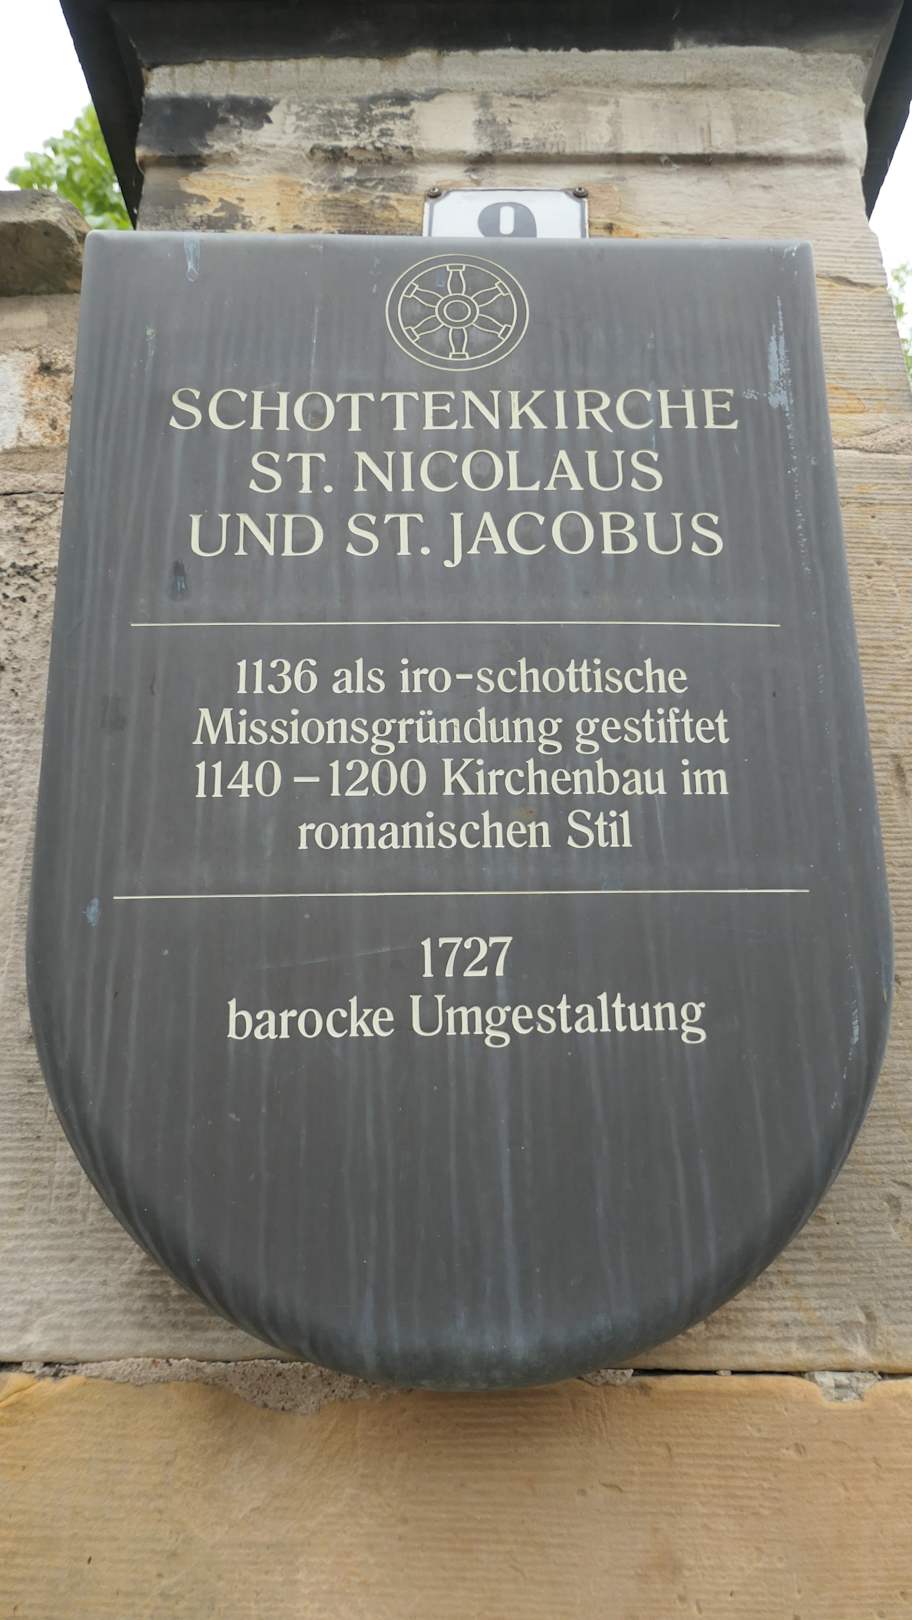 9
SCHOTTENKIRCHE
ST. NICOLAUS
UND ST. JACOBUS
1136 als iro-schottische
Missionsgründung gestiftet
1140 – 1200 Kirchenbau im
romanischen Stil
1727
barocke Umgestaltung